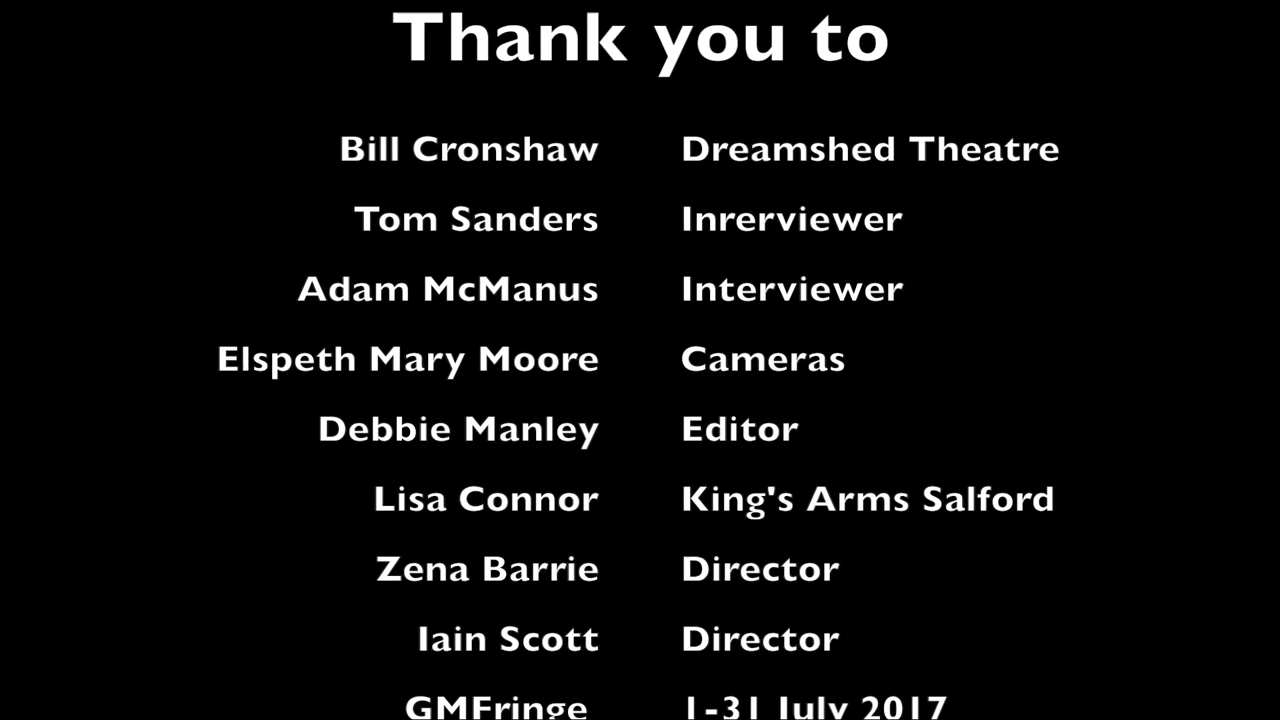 Thank you to
Bill Cronshaw Dreamshed Theatre
Tom Sanders Inrerviewer
Adam McManus Interviewer
Elspeth Mary Moore Cameras
Debbie Manley Editor
Lisa Connor King's Arms Salford
Zena Barrie Director
Iain Scott Director
GMFringe 1-31 July 2017